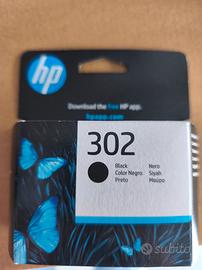 hp
Download the free HP app.
hpapp.com
302
Black Nero
Color Negro Siyah
Preto Μαύρο
subito